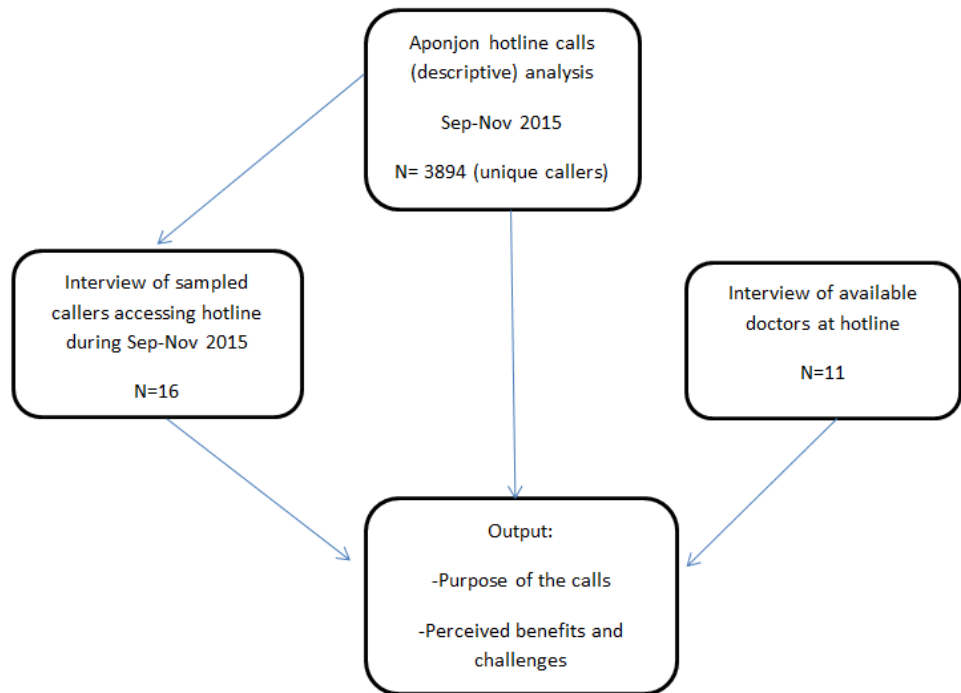 Aponjon hotline calls
(descriptive) analysis
Sep-Nov 2015
N= 3894 (unique callers)
Interview of sampled
callers accessing hotline
during Sep-Nov 2015
N=16
Interview of available
doctors at hotline
N=11
Output:
-Purpose of the calls
-Perceived benefits and
challenges